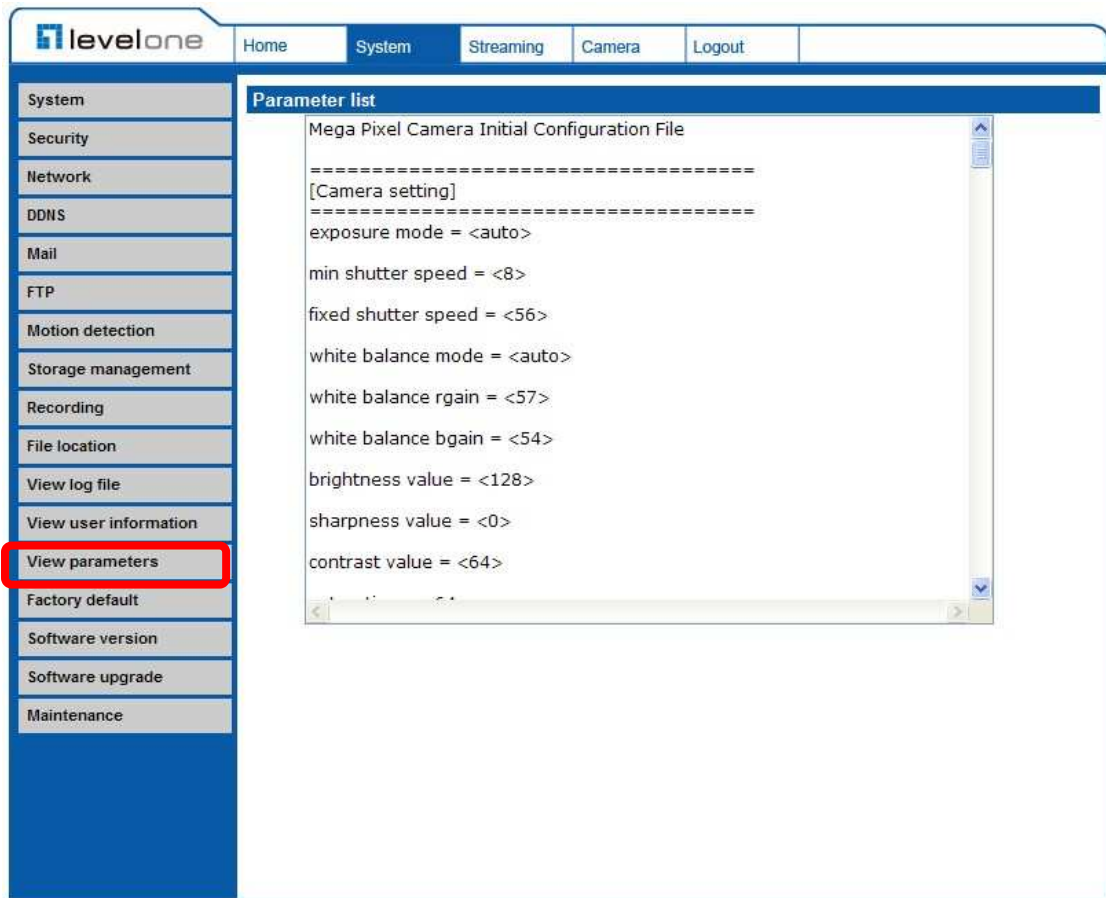 levelone
Home
System
Streaming
Camera
Logout
System
Security
Network
DDNS
Mail
FTP
Motion detection
Storage management
Recording
File location
View log file
View user information
View parameters
Factory default
Software version
Software upgrade
Maintenance
Parameter list
Mega Pixel Camera Initial Configuration File
====================================
[Camera setting]
====================================
exposure mode = <auto>
min shutter speed = <8>
fixed shutter speed = <56>
white balance mode = <auto>
white balance rgain = <57>
white balance bgain = <54>
brightness value = <128>
sharpness value = <0>
contrast value = <64>